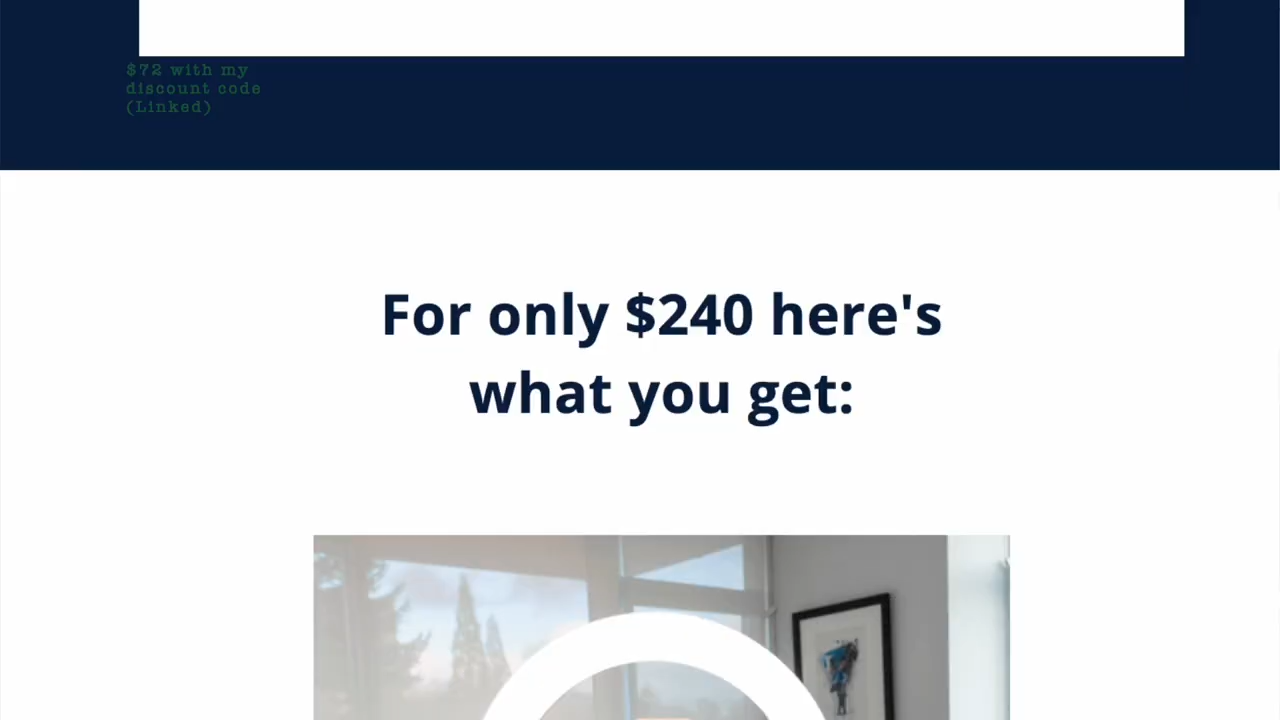 $72 with my
discount code
(Linked)
For only $240 here's
what you get: